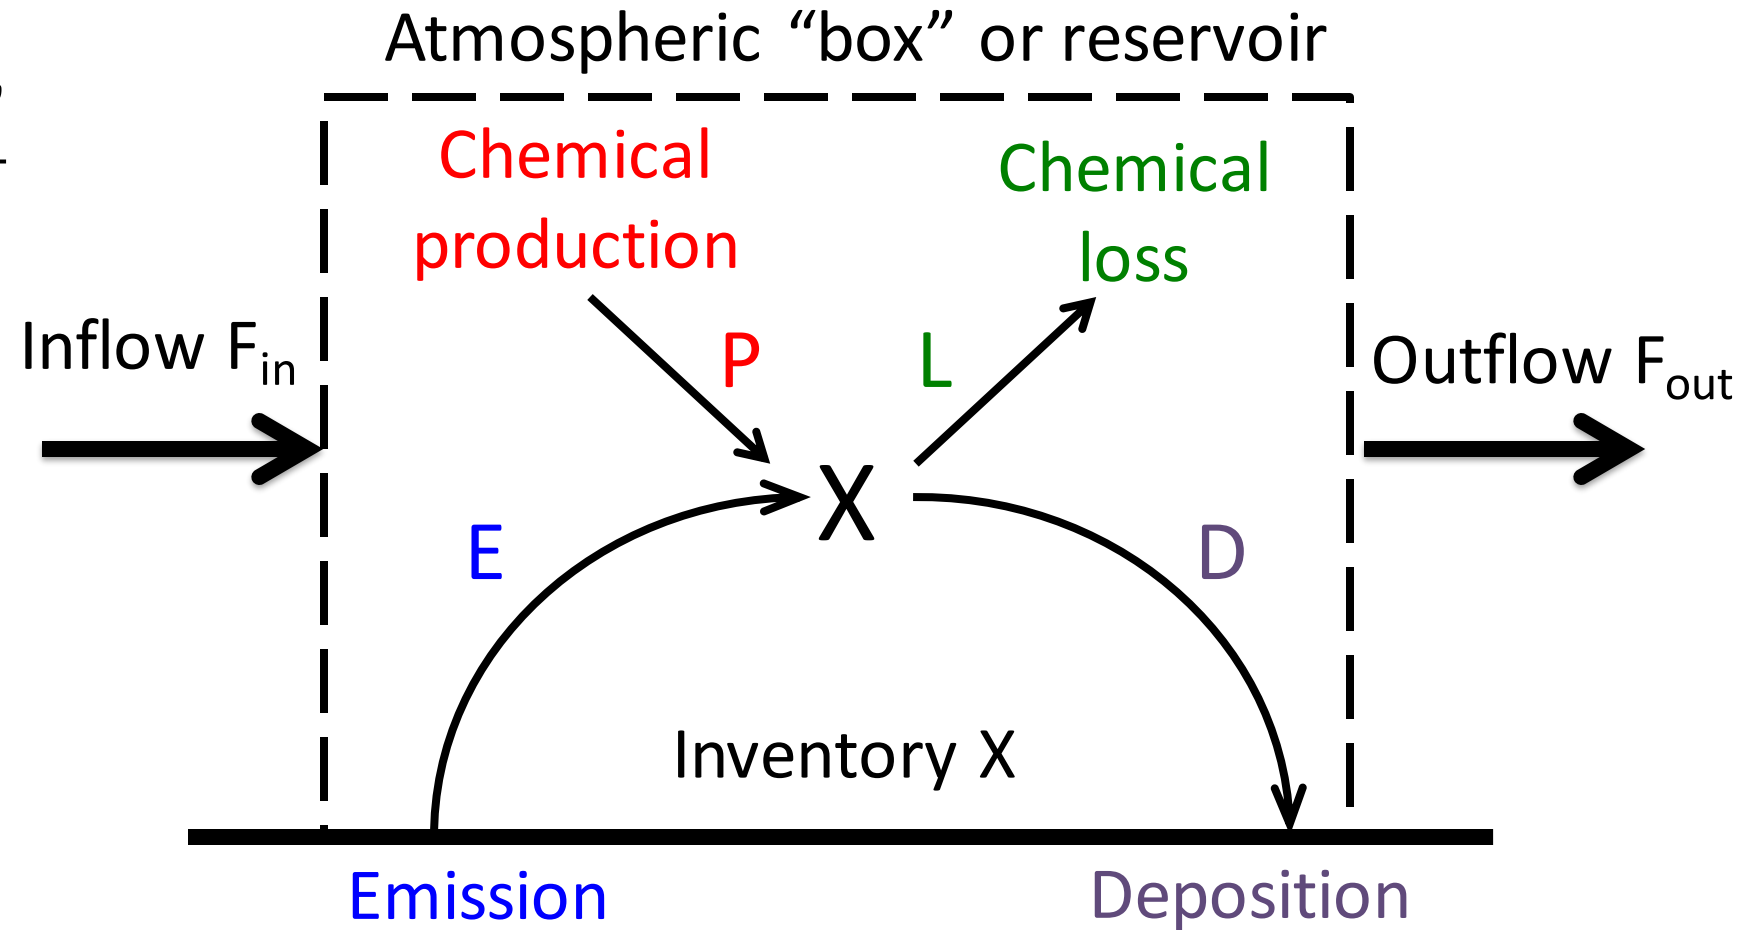 Atmospheric “box” or reservoir
Chemical
production
Chemical
loss
Inflow Fin
P
L
Outflow Fout
X
E
D
Inventory X
Emission
Deposition